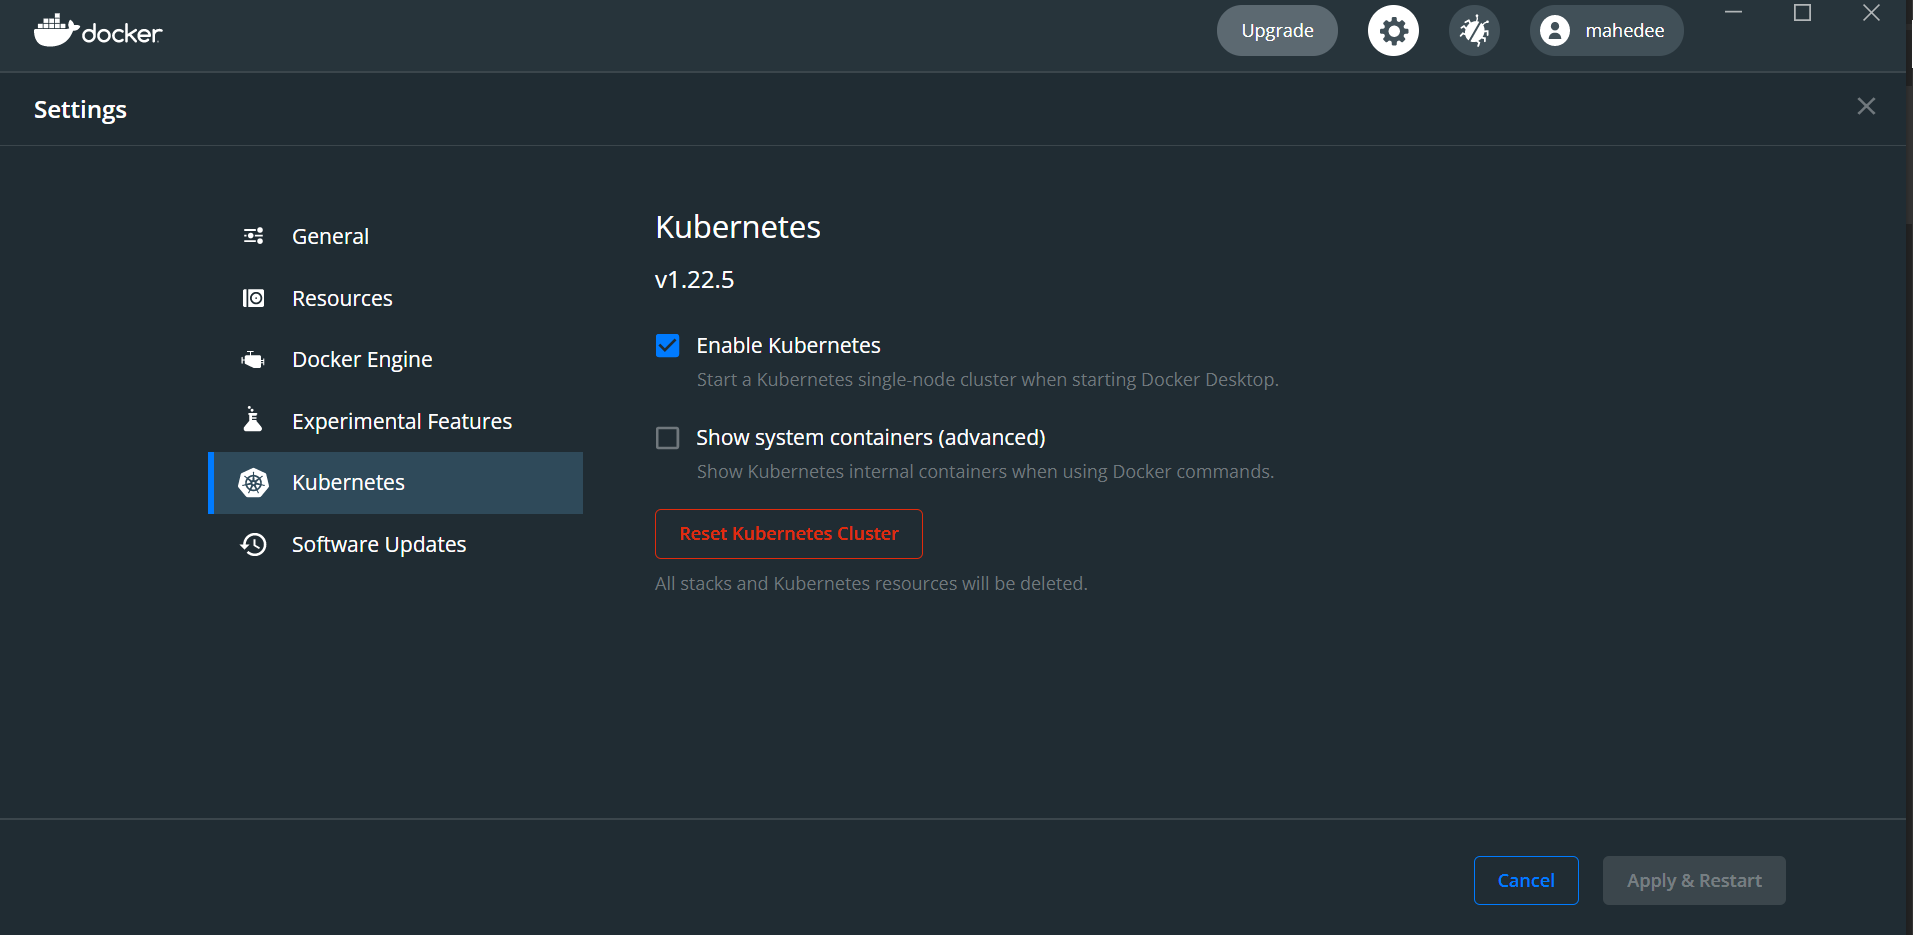 docker
Upgrade
mahedee
Settings
General
Resources
Docker Engine
Experimental Features
Kubernetes
Software Updates
Kubernetes
v1.22.5
Enable Kubernetes
Start a Kubernetes single-node cluster when starting Docker Desktop.
Show system containers (advanced)
Show Kubernetes internal containers when using Docker commands.
Reset Kubernetes Cluster
All stacks and Kubernetes resources will be deleted.
Cancel
Apply & Restart